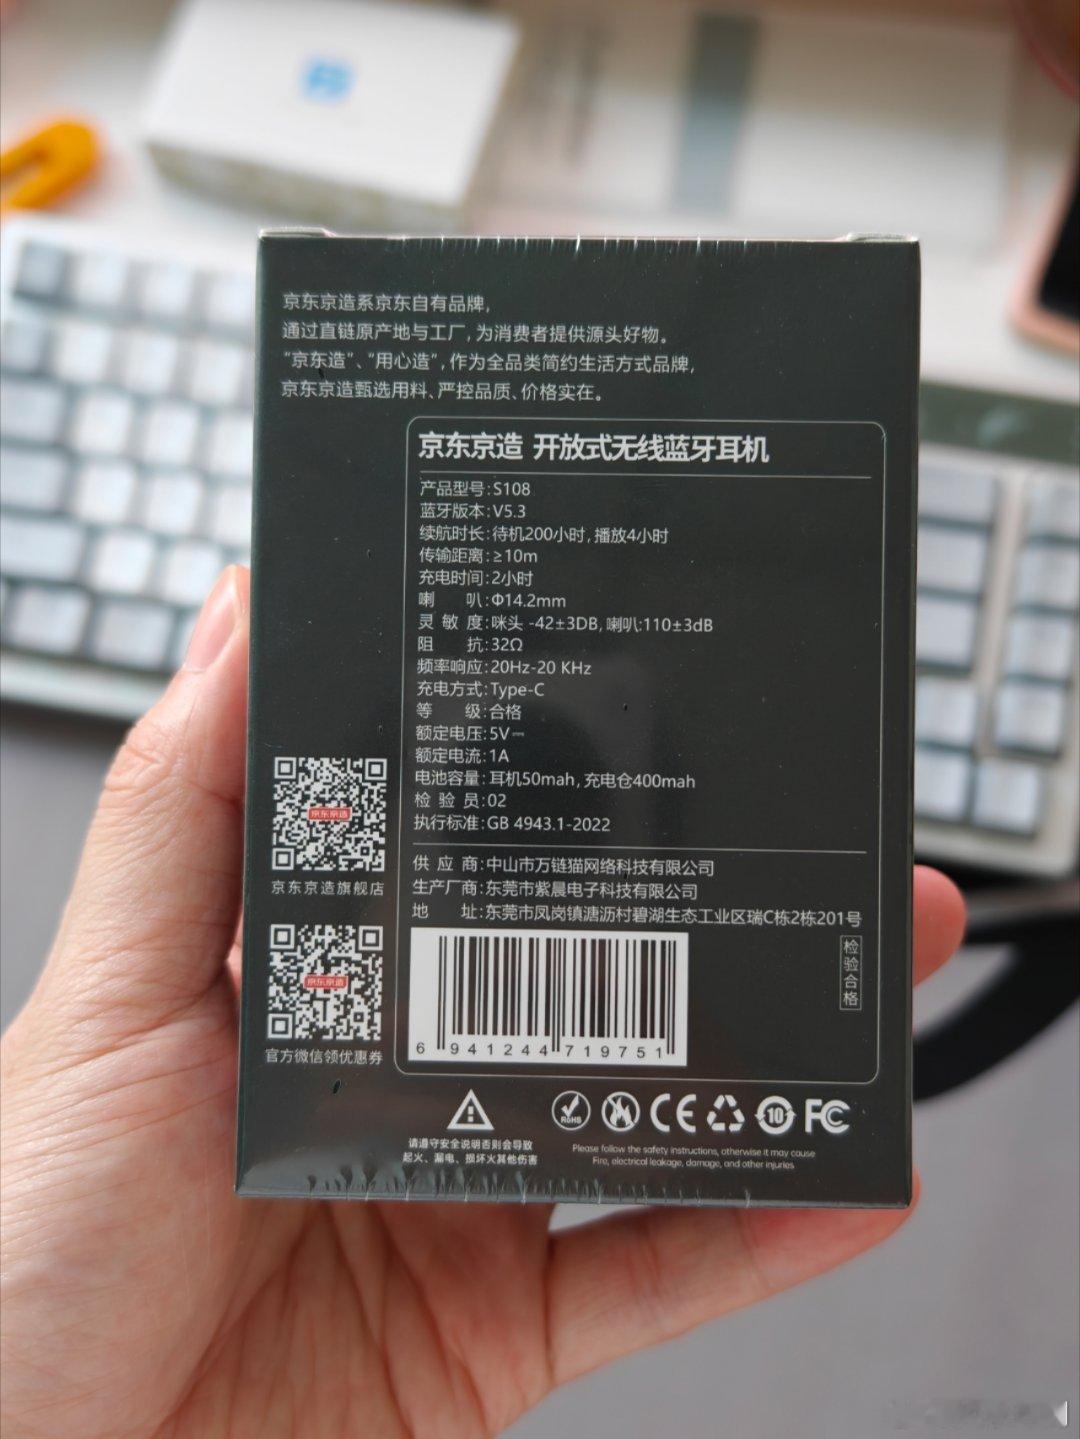 京东京造系京东自有品牌,
通过直链原产地与工厂,为消费者提供源头好物。
“京东造”、“用心造”,作为全品类简约生活方式品牌,
京东京造甄选用料、严控品质、价格实在。
京东京造 开放式无线蓝牙耳机
产品型号:S108
蓝牙版本:V5.3
续航时长:待机200小时,播放4小时
传输距离:≥10m
充电时间:2小时
喇 叭:Φ14.2mm
灵 敏 度:咪头 -42±3DB,喇叭:110±3dB
阻 抗:32Ω
频率响应:20Hz-20 KHz
充电方式:Type-C
等 级:合格
额定电压:5V⎓
额定电流:1A
电池容量:耳机50mah,充电仓400mah
检 验 员:02
执行标准:GB 4943.1-2022
供 应 商:中山市万链猫网络科技有限公司
生产厂商:东莞市紫晨电子科技有限公司
地 址:东莞市凤岗镇溏沥村碧湖生态工业区瑞C栋2栋201号
检验合格
6 941244 719751
京东京造
京东京造旗舰店
京东京造
官方微信领优惠券
请遵守安全说明否则会导致
起火、漏电、损坏火其他伤害
RoHS
CE
10
FC
Please follow the safety instructions, otherwise it may cause
Fire, electrical leakage, damage, and other injuries